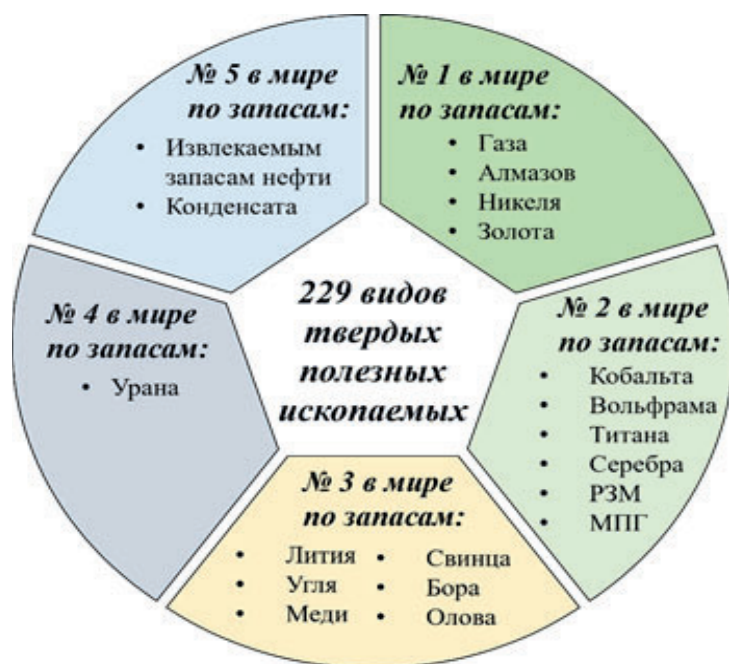 № 5 в мире
по запасам:
• Извлекаемым
запасам нефти
• Конденсата
№ 1 в мире
по запасам:
• Газа
• Алмазов
• Никеля
• Золота
№ 2 в мире
по запасам:
• Кобальта
• Вольфрама
• Титана
• Серебра
• РЗМ
• МПГ
№ 3 в мире
по запасам:
• Лития • Свинца
• Угля • Бора
• Меди • Олова
№ 4 в мире
по запасам:
• Урана
229 видов
твердых
полезных
ископаемых